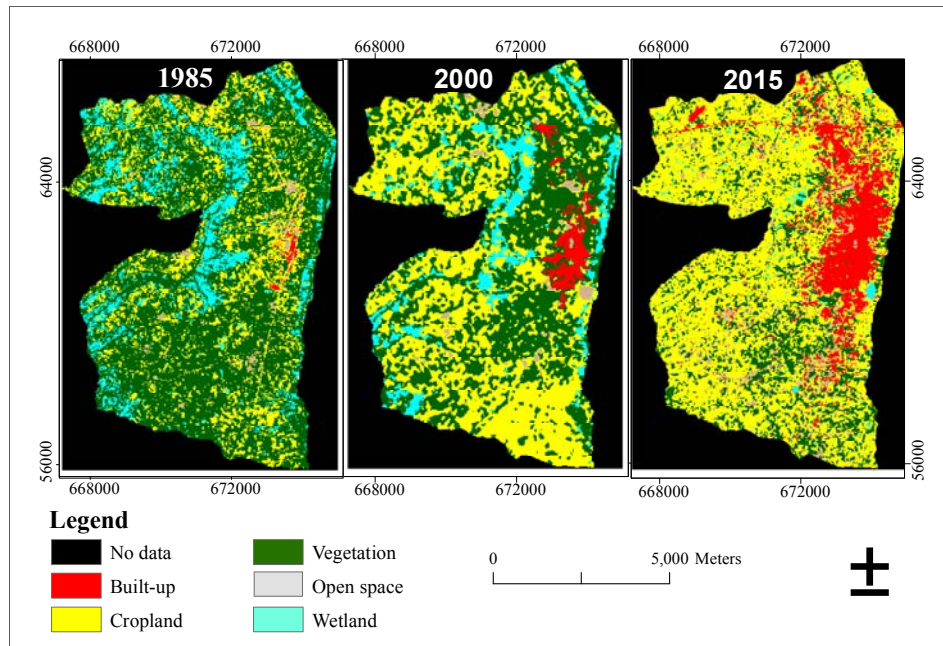 668000 672000 668000 672000 668000 672000
1985 2000 2015
64000 64000
56000 56000
668000 672000 668000 672000 668000 672000
Legend
No data Vegetation 0 5,000 Meters
Built-up Open space
Cropland Wetland